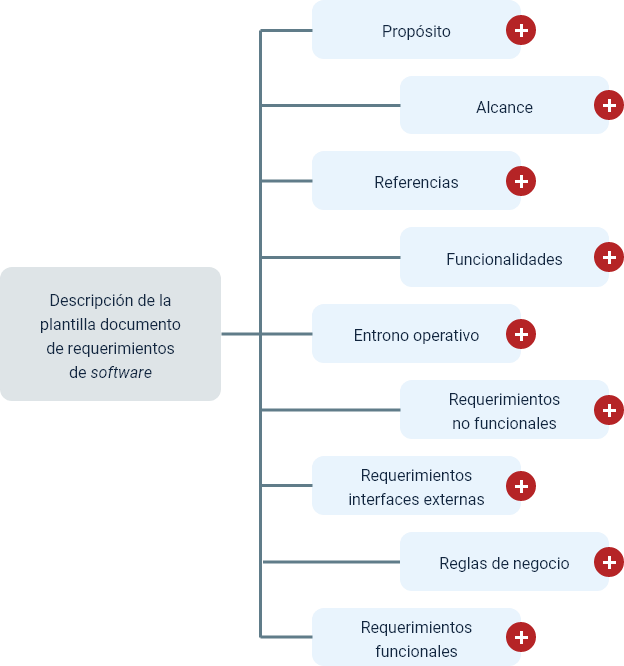 Propósito
Alcance
Referencias
Funcionalidades
Descripción de la
plantilla documento
de requerimientos
de software
Entrono operativo
Requerimientos
no funcionales
Requerimientos
interfaces externas
Reglas de negocio
Requerimientos
funcionales